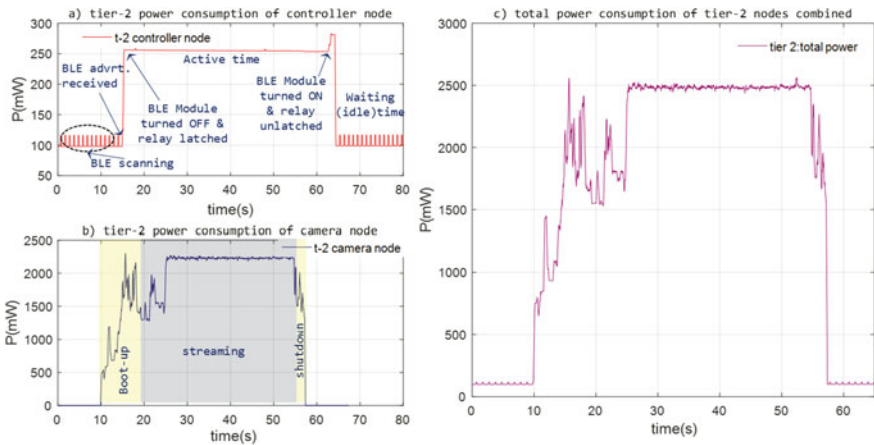 a) tier-2 power consumption of controller node
300
250
200
150
100
50
P(mW)
t-2 controller node
BLE advrt.
received
Active time
BLE Module
turned OFF &
relay latched
BLE Module
turned ON
& relay
unlatched
Waiting
(idle)time
BLE scanning
0 10 20 30 40 50 60 70 80
time(s)
b) tier-2 power consumption of camera node
2500
2000
1500
1000
500
0
P(mW)
t-2 camera node
Boot-up
streaming
shutdown
0 10 20 30 40 50 60 70 80
time(s)
c) total power consumption of tier-2 nodes combined
3000
2500
2000
1500
1000
500
0
P(mW)
tier 2:total power
0 10 20 30 40 50 60
time(s)